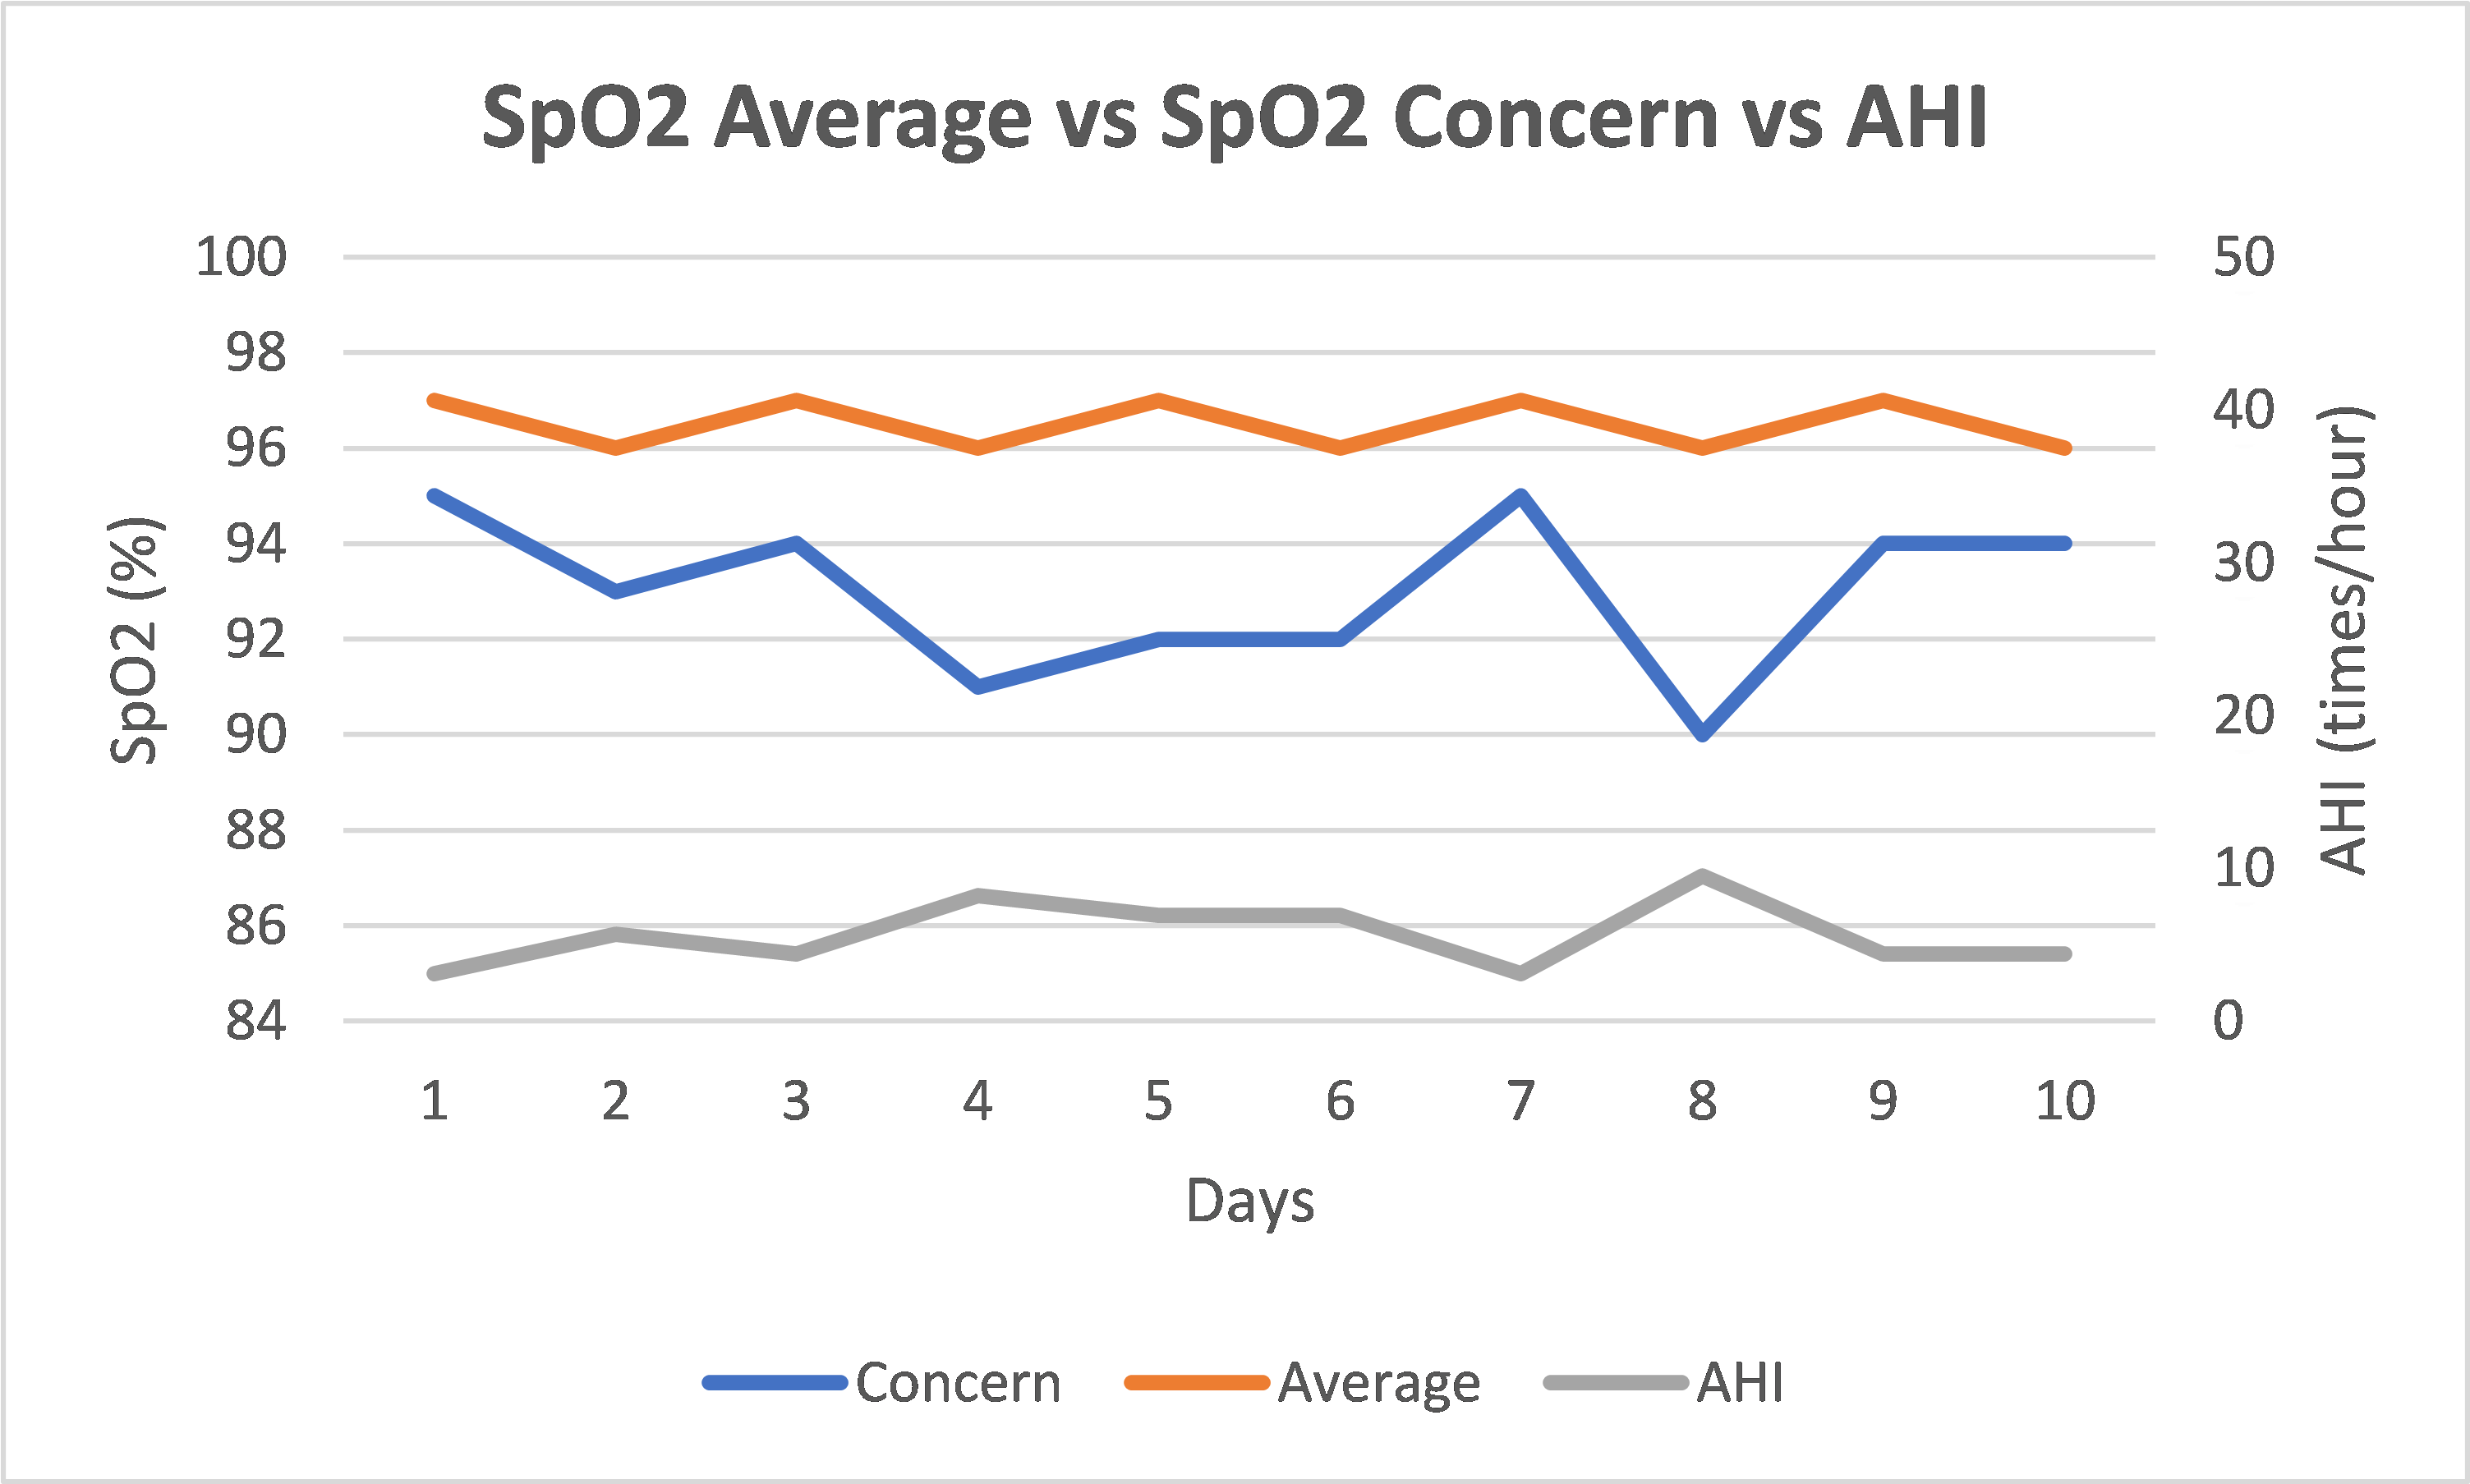 SpO2 Average vs SpO2 Concern vs AHI
100
98
96
94
92
90
88
86
84
SpO2 (%)
50
40
30
20
10
0
AHI (times/hour)
1 2 3 4 5 6 7 8 9 10
Days
Concern Average AHI